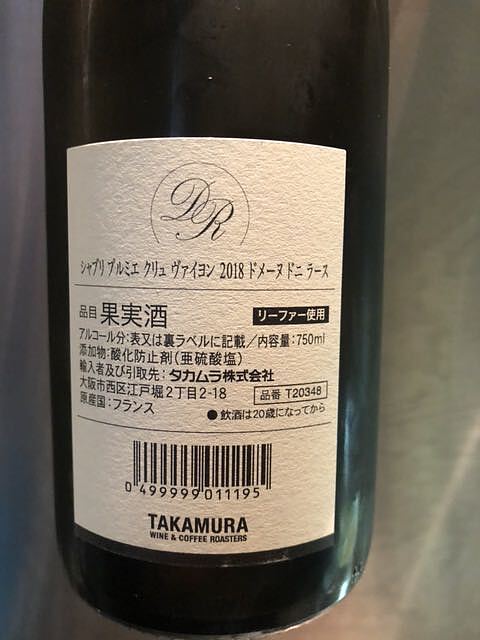 DR
シャブリ プルミエ クリュ ヴァイヨン 2018 ドメーヌ ドニ ラース
品目 果実酒 リーファー使用
アルコール分:表又は裏ラベルに記載/内容量:750ml
添加物:酸化防止剤(亜硫酸塩)
輸入者及び引取先:タカムラ株式会社
大阪市西区江戸堀2丁目2-18 品番 T20348
原産国:フランス ●飲酒は20歳になってから
0 499999 011195
TAKAMURA
WINE & COFFEE ROASTERS